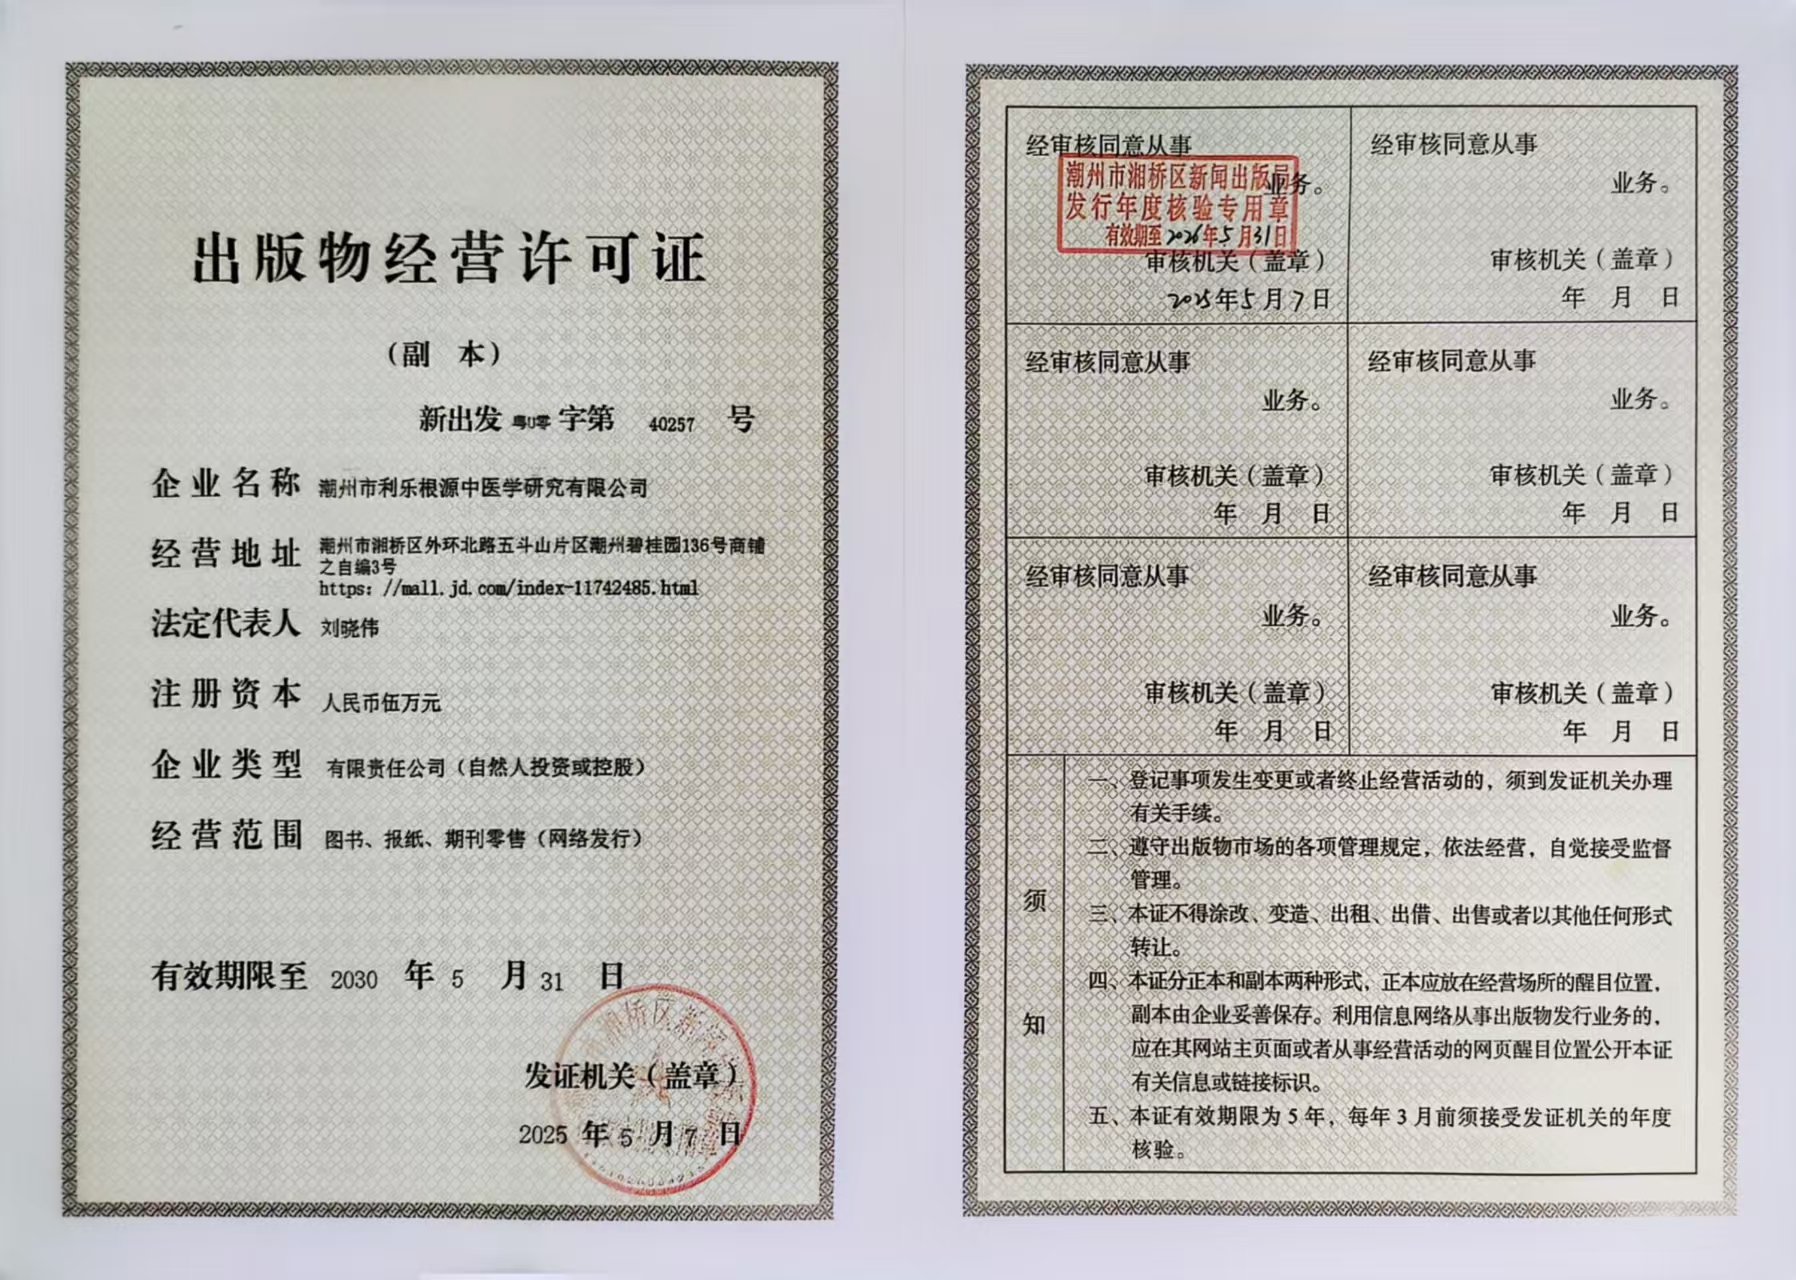 出版物经营许可证
（副 本）
新出发 粤U零 字第 40257 号
企业名称 潮州市利乐根源中医学研究有限公司
经营地址 潮州市湘桥区外环北路五斗山片区潮州碧桂园136号商铺
之自编3号
https: //mall.jd.com/index-11742485.html
法定代表人 刘晓伟
注册资本 人民币伍万元
企业类型 有限责任公司（自然人投资或控股）
经营范围 图书、报纸、期刊零售（网络发行）
有效期限至 2030 年 5 月 31 日
发证机关（盖章）
2025 年 5 月 7 日
经审核同意从事
业务。
潮州市湘桥区新闻出版局
发行年度核验专用章
有效期至2026年5月31日
审核机关（盖章）
2025年5月7日
经审核同意从事
业务。
审核机关（盖章）
年 月 日
经审核同意从事
业务。
审核机关（盖章）
年 月 日
经审核同意从事
业务。
审核机关（盖章）
年 月 日
经审核同意从事
业务。
审核机关（盖章）
年 月 日
经审核同意从事
业务。
审核机关（盖章）
年 月 日
须知
一、登记事项发生变更或者终止经营活动的，须到发证机关办理
有关手续。
二、遵守出版物市场的各项管理规定，依法经营，自觉接受监督
管理。
三、本证不得涂改、变造、出租、出借、出售或者以其他任何形式
转让。
四、本证分正本和副本两种形式，正本应放在经营场所的醒目位置，
副本由企业妥善保存。利用信息网络从事出版物发行业务的，
应在其网站主页面或者从事经营活动的网页醒目位置公开本证
有关信息或链接标识。
五、本证有效期限为 5 年，每年 3 月前须接受发证机关的年度
核验。